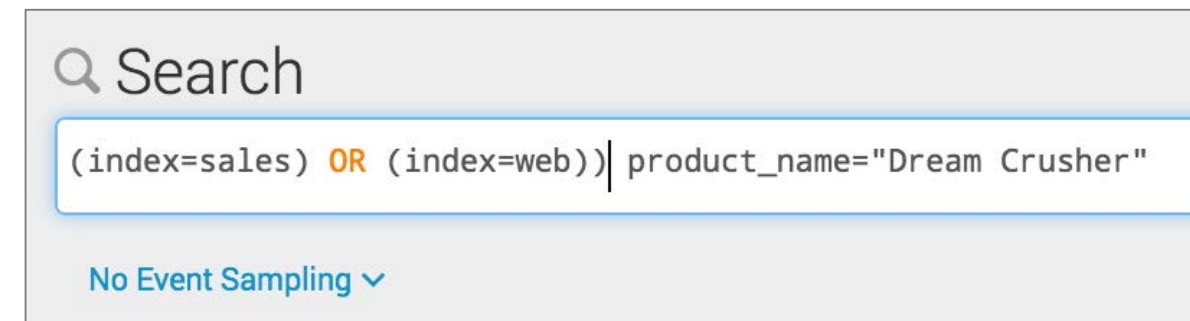 Search
(index=sales) OR (index=web)) product_name="Dream Crusher"
No Event Sampling